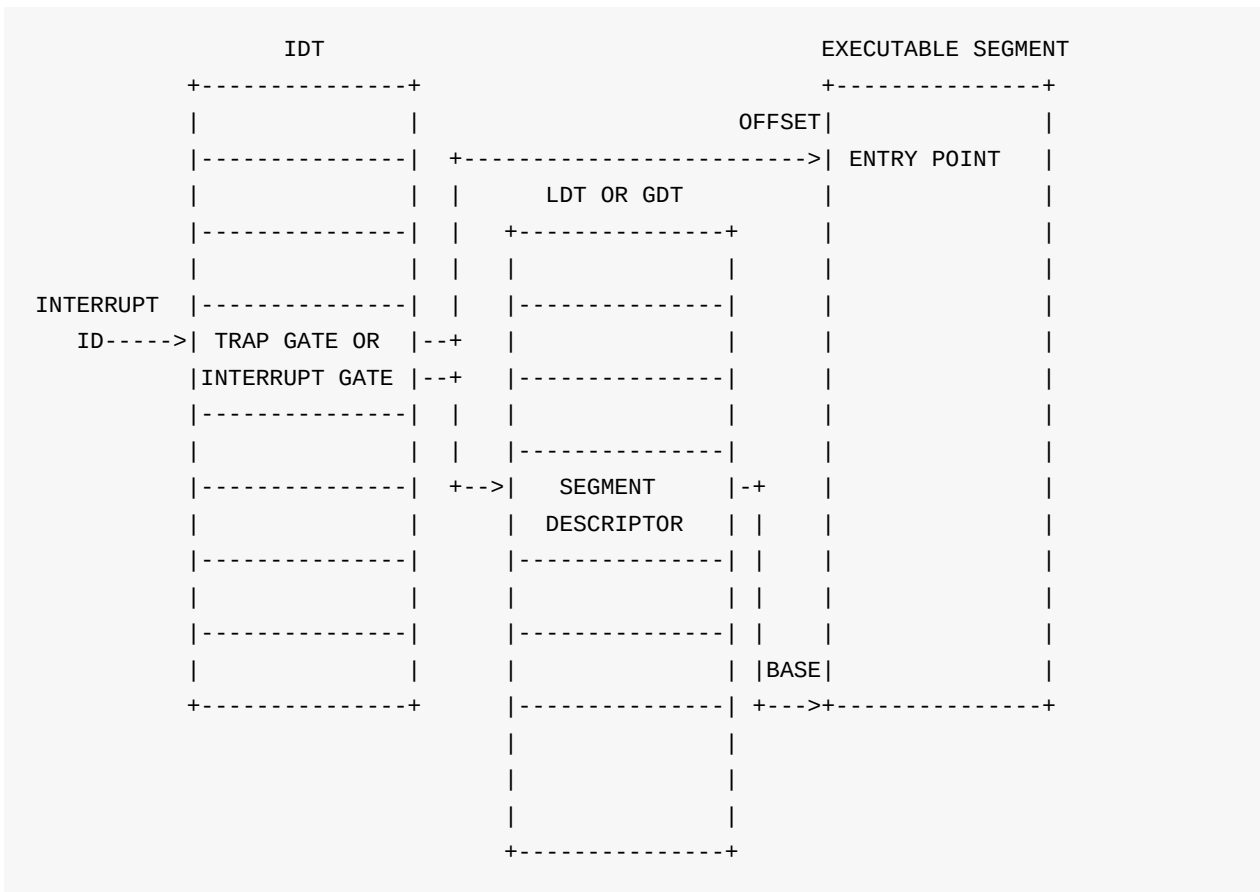 IDT EXECUTABLE SEGMENT
+---------------+ +---------------+
| | OFFSET| |
|---------------| +------------------------->| ENTRY POINT |
| | | LDT OR GDT | |
|---------------| | +---------------+ | |
| | | | | | |
INTERRUPT |---------------| | |---------------| | |
ID----->| TRAP GATE OR |--+ | | | |
|INTERRUPT GATE |--+ |---------------| | |
|---------------| | | | | |
| | | |---------------| | |
|---------------| +-->| SEGMENT |-+ | |
| | | DESCRIPTOR | | | |
|---------------| |---------------| | | |
| | | | | | |
|---------------| |---------------| | | |
| | | | |BASE| |
+---------------+ |---------------| +--->+---------------+
| |
| |
| |
+---------------+